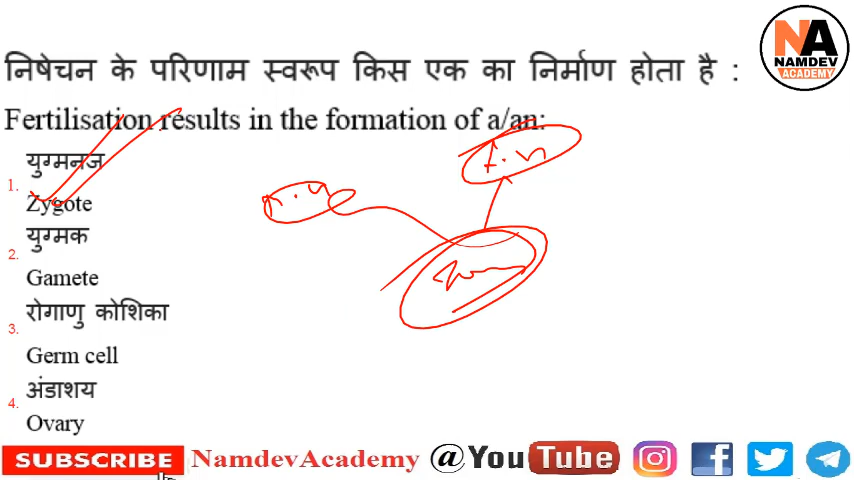 NA
NAMDEV
ACADEMY
निषेचन के परिणाम स्वरूप किस एक का निर्माण होता है :
Fertilisation results in the formation of a/an:
युग्मनज
1.
Zygote
युग्मक
2.
Gamete
रोगाणु कोशिका
3.
Germ cell
अंडाशय
4.
Ovary
SUBSCRIBE NamdevAcademy @YouTube